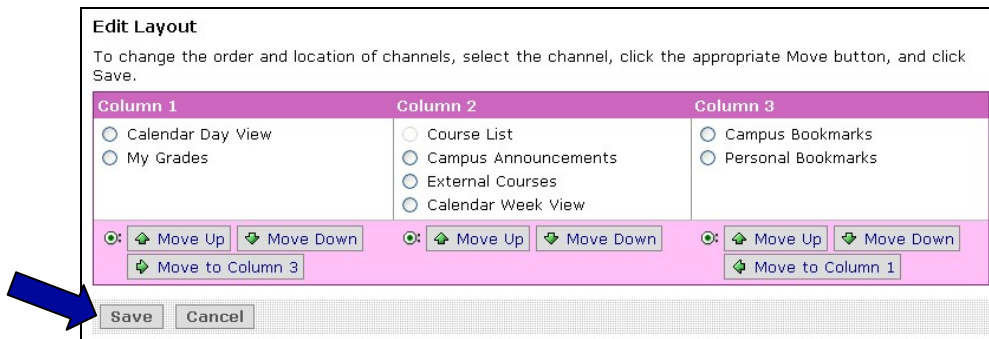 Edit Layout
To change the order and location of channels, select the channel, click the appropriate Move button, and click
Save.
Column 1 Column 2 Column 3
Calendar Day View Course List Campus Bookmarks
My Grades Campus Announcements Personal Bookmarks
External Courses
Calendar Week View
: Move Up Move Down : Move Up Move Down : Move Up Move Down
Move to Column 3 Move to Column 1
Save Cancel